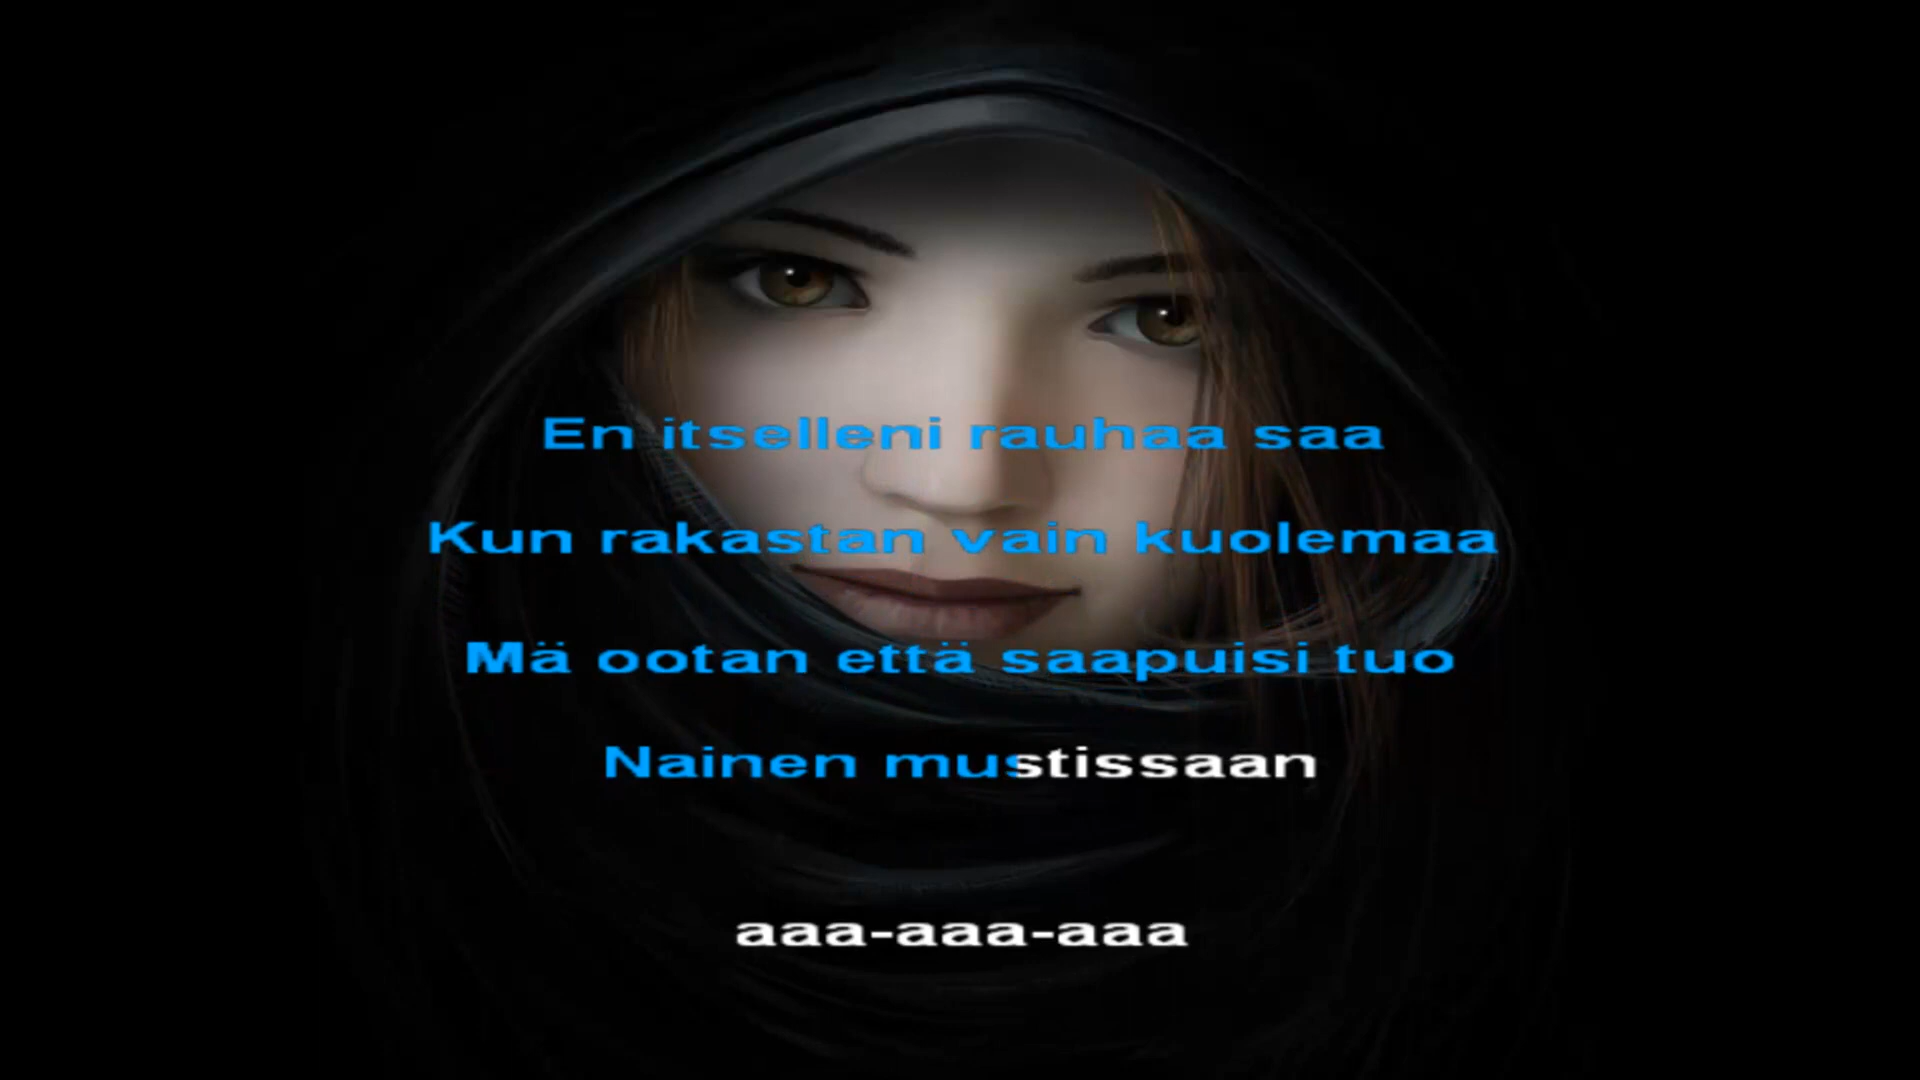 En itselleni rauhaa saa
Kun rakastan vain kuolemaa
Mä ootan että saapuisi tuo
Nainen mustissaan
aaa-aaa-aaa